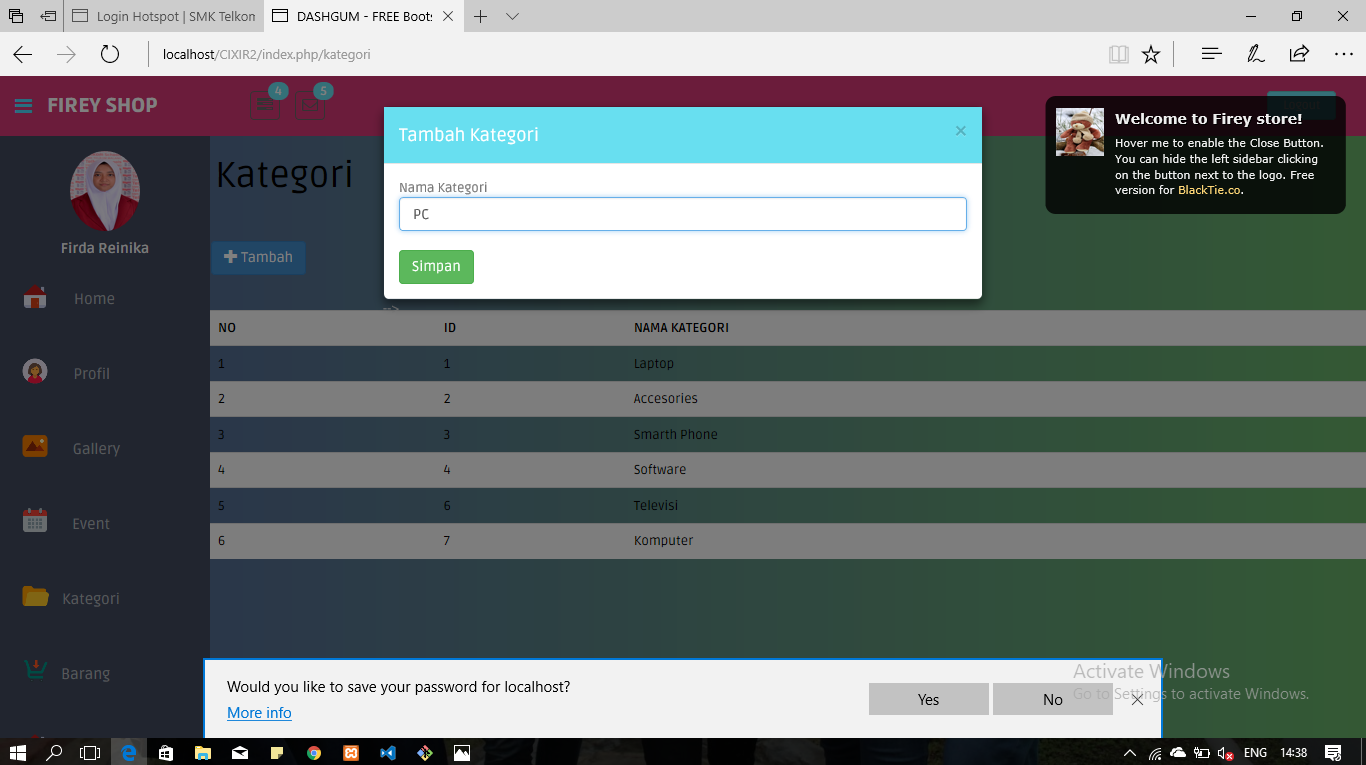 Login Hotspot | SMK Telkom
DASHGUM - FREE Boots
localhost/CIXIR2/index.php/kategori
FIREY SHOP
4
5
Tambah Kategori
×
Nama Kategori
PC
Simpan
Welcome to Firey store!
Hover me to enable the Close Button.
You can hide the left sidebar clicking
on the button next to the logo. Free
version for BlackTie.co.
Firda Reinika
Home
Profil
Gallery
Event
Kategori
Barang
Kategori
Tambah
NO ID NAMA KATEGORI
1 1 Laptop
2 2 Accesories
3 3 Smarth Phone
4 4 Software
5 6 Televisi
6 7 Komputer
Would you like to save your password for localhost?
More info
Yes
No
Activate Windows
Go to Settings to activate Windows.
ENG
14:38